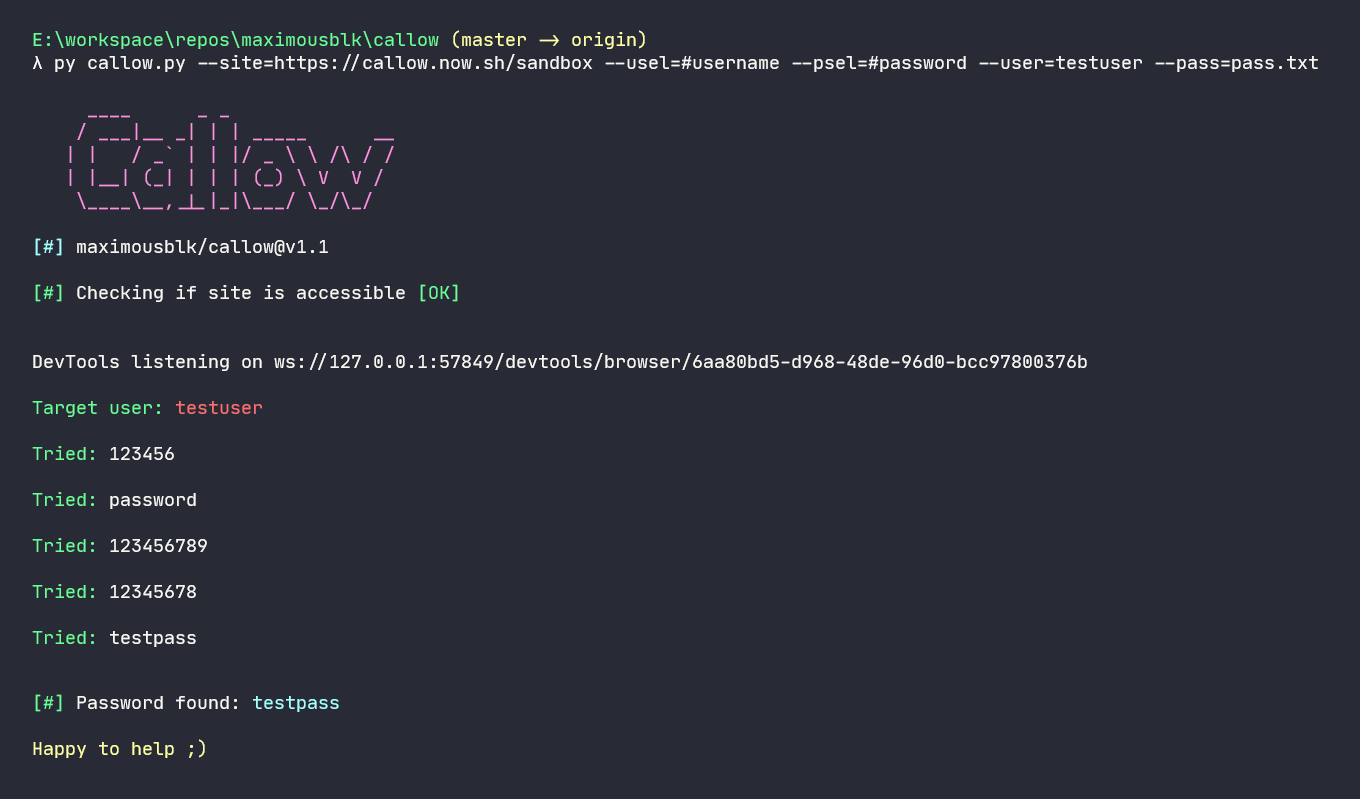 E:\workspace\repos\maximousblk\callow (master -> origin)
λ py callow.py --site=https://callow.now.sh/sandbox --usel=#username --psel=#password --user=testuser --pass=pass.txt
Callow
[#] maximousblk/callow@v1.1
[#] Checking if site is accessible [OK]
DevTools listening on ws://127.0.0.1:57849/devtools/browser/6aa80bd5-d968-48de-96d0-bcc97800376b
Target user: testuser
Tried: 123456
Tried: password
Tried: 123456789
Tried: 12345678
Tried: testpass
[#] Password found: testpass
Happy to help ;)